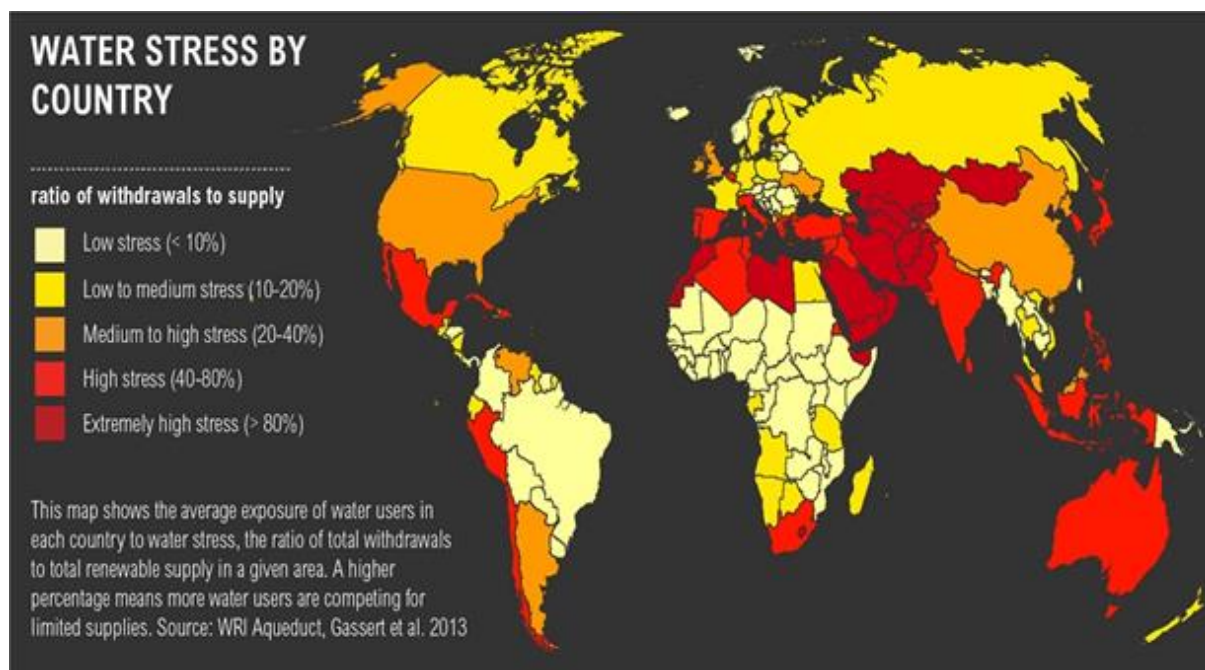 WATER STRESS BY
COUNTRY
ratio of withdrawals to supply
Low stress (< 10%)
Low to medium stress (10-20%)
Medium to high stress (20-40%)
High stress (40-80%)
Extremely high stress (> 80%)
This map shows the average exposure of water users in
each country to water stress, the ratio of total withdrawals
to total renewable supply in a given area. A higher
percentage means more water users are competing for
limited supplies. Source: WRI Aqueduct, Gassert et al. 2013